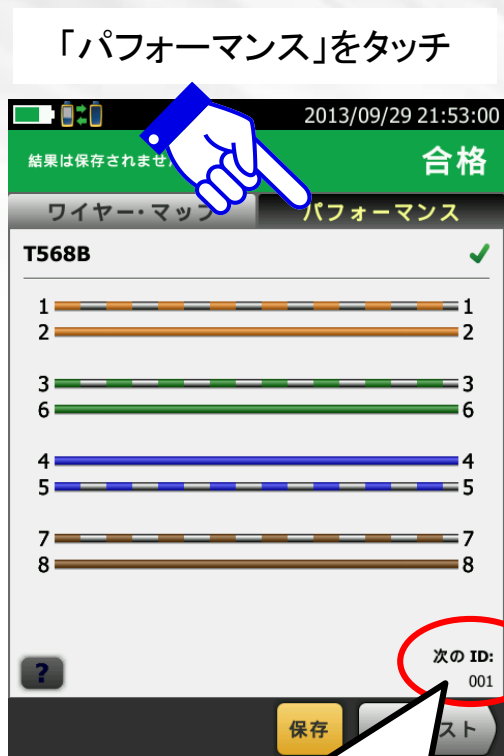 「パフォーマンス」をタッチ
2013/09/29 21:53:00
結果は保存されませ
合格
ワイヤー・マップ
パフォーマンス
T568B
1 1
2 2
3 3
6 6
4 4
5 5
7 7
8 8
次の ID:
001
?
保存
スト